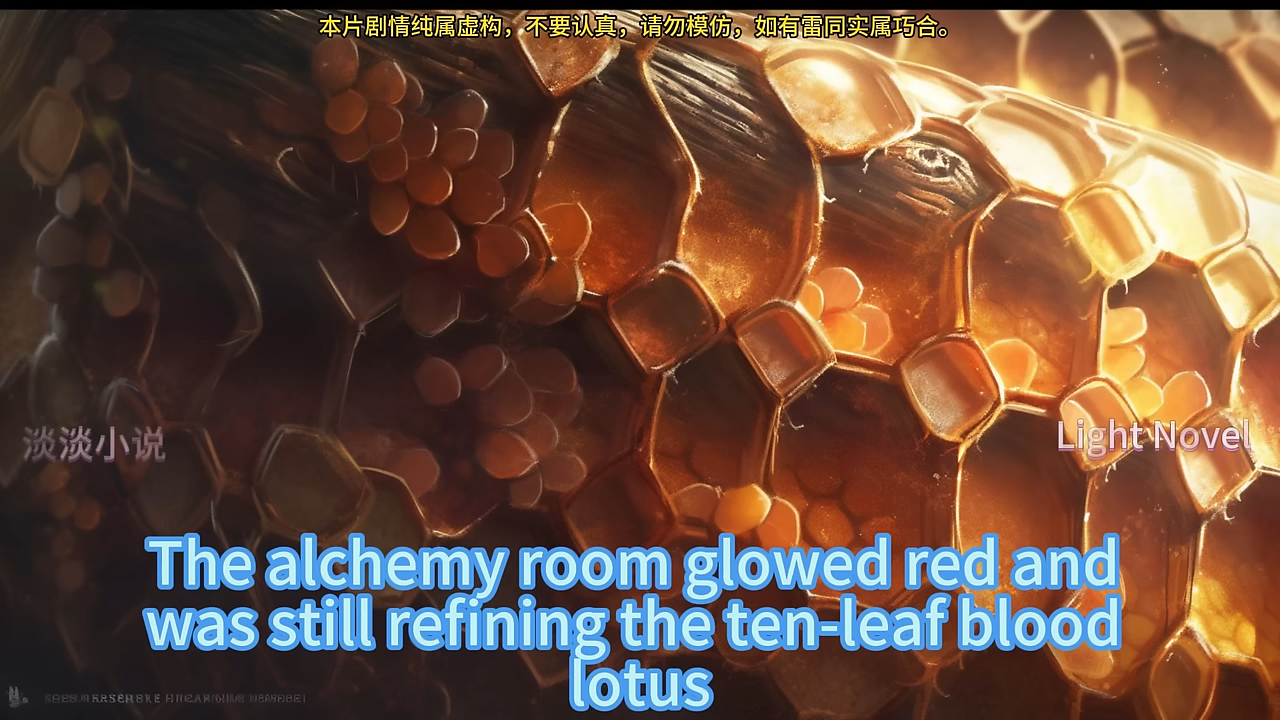 本片剧情纯属虚构，不要认真，请勿模仿，如有雷同实属巧合。
淡淡小说
Light Novel
The alchemy room glowed red and
was still refining the ten-leaf blood
lotus